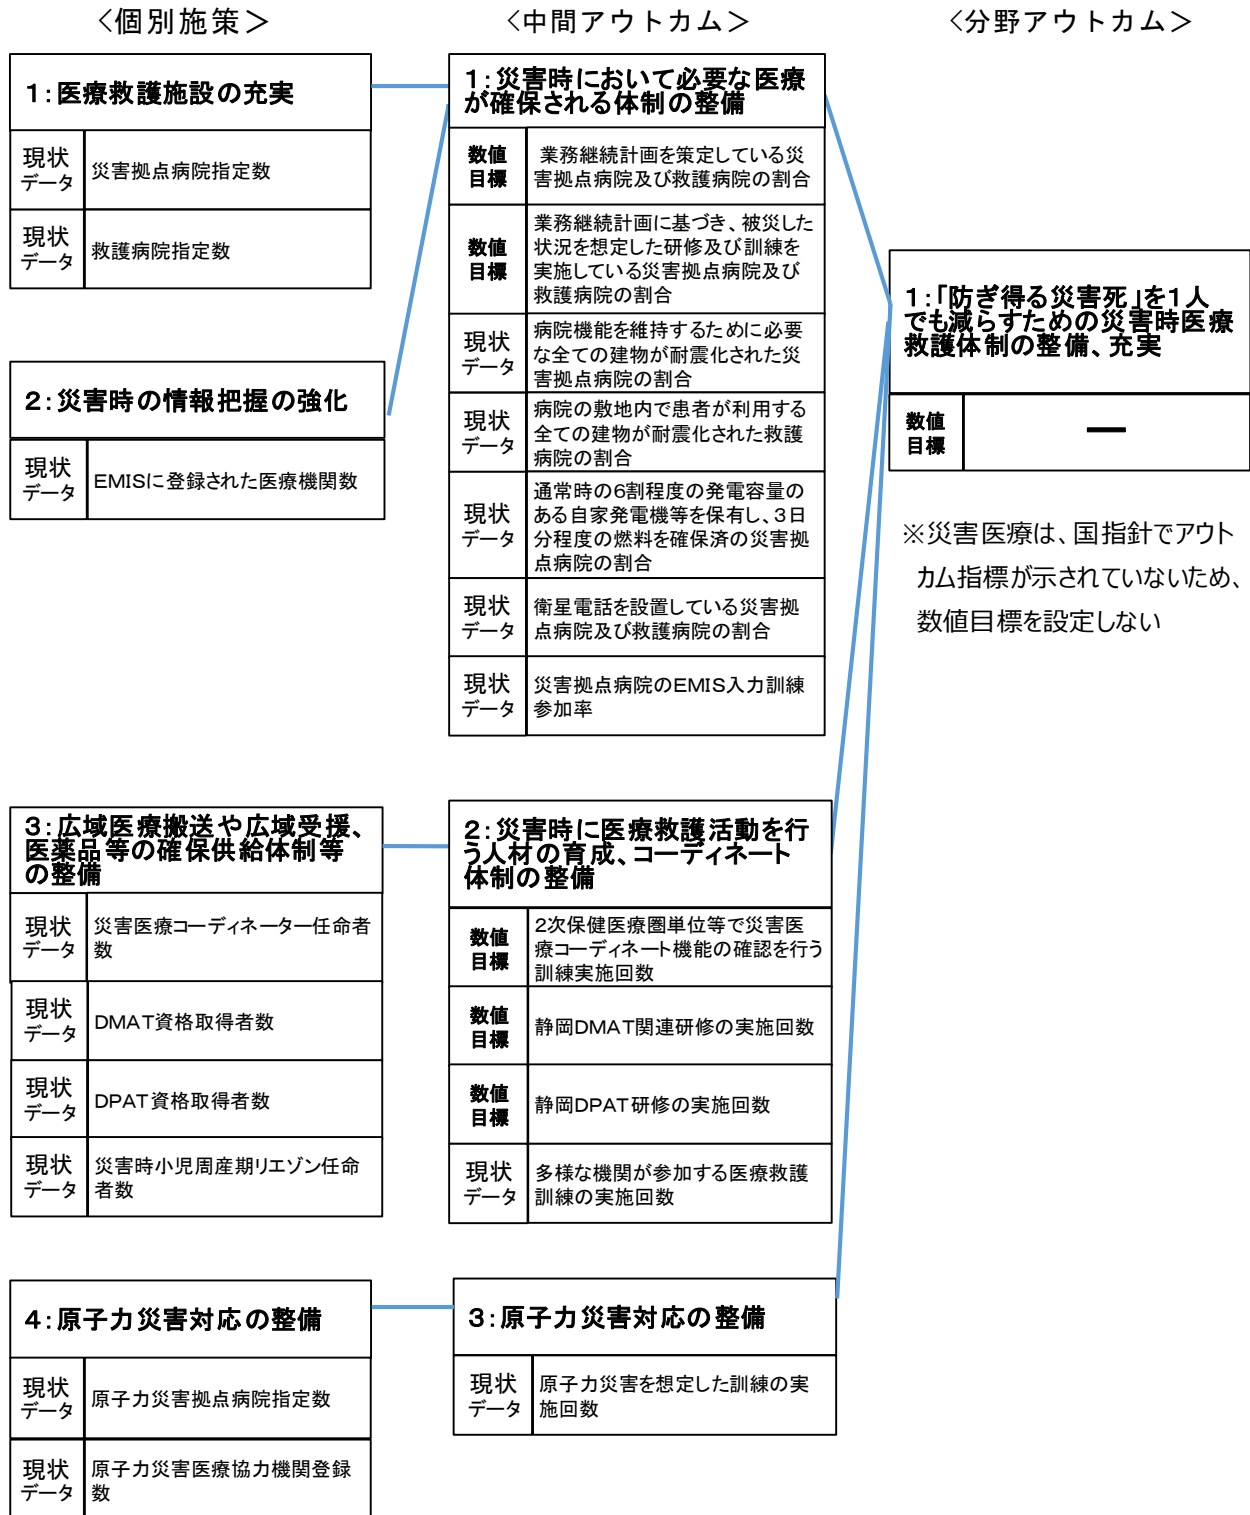 ＜個別施策＞
＜中間アウトカム＞
＜分野アウトカム＞
1:医療救護施設の充実
現状
データ
災害拠点病院指定数
現状
データ
救護病院指定数
2:災害時の情報把握の強化
現状
データ
EMISに登録された医療機関数
3:広域医療搬送や広域受援、
医薬品等の確保供給体制等
の整備
現状
データ
災害医療コーディネーター任命者
数
現状
データ
DMAT資格取得者数
現状
データ
DPAT資格取得者数
現状
データ
災害時小児周産期リエゾン任命
者数
4:原子力災害対応の整備
現状
データ
原子力災害拠点病院指定数
現状
データ
原子力災害医療協力機関登録
数
1:災害時において必要な医療
が確保される体制の整備
数値
目標
業務継続計画を策定している災
害拠点病院及び救護病院の割合
数値
目標
業務継続計画に基づき、被災した
状況を想定した研修及び訓練を
実施している災害拠点病院及び
救護病院の割合
現状
データ
病院機能を維持するために必要
な全ての建物が耐震化された災
害拠点病院の割合
現状
データ
病院の敷地内で患者が利用する
全ての建物が耐震化された救護
病院の割合
現状
データ
通常時の6割程度の発電容量の
ある自家発電機等を保有し、3日
分程度の燃料を確保済の災害拠
点病院の割合
現状
データ
衛星電話を設置している災害拠
点病院及び救護病院の割合
現状
データ
災害拠点病院のEMIS入力訓練
参加率
2:災害時に医療救護活動を行
う人材の育成、コーディネート
体制の整備
数値
目標
2次保健医療圏単位等で災害医
療コーディネート機能の確認を行う
訓練実施回数
数値
目標
静岡DMAT関連研修の実施回数
数値
目標
静岡DPAT研修の実施回数
現状
データ
多様な機関が参加する医療救護
訓練の実施回数
3:原子力災害対応の整備
現状
データ
原子力災害を想定した訓練の実
施回数
1:「防ぎ得る災害死」を1人
でも減らすための災害時医療
救護体制の整備、充実
数値
目標
―
※災害医療は、国指針でアウト
カム指標が示されていないため、
数値目標を設定しない